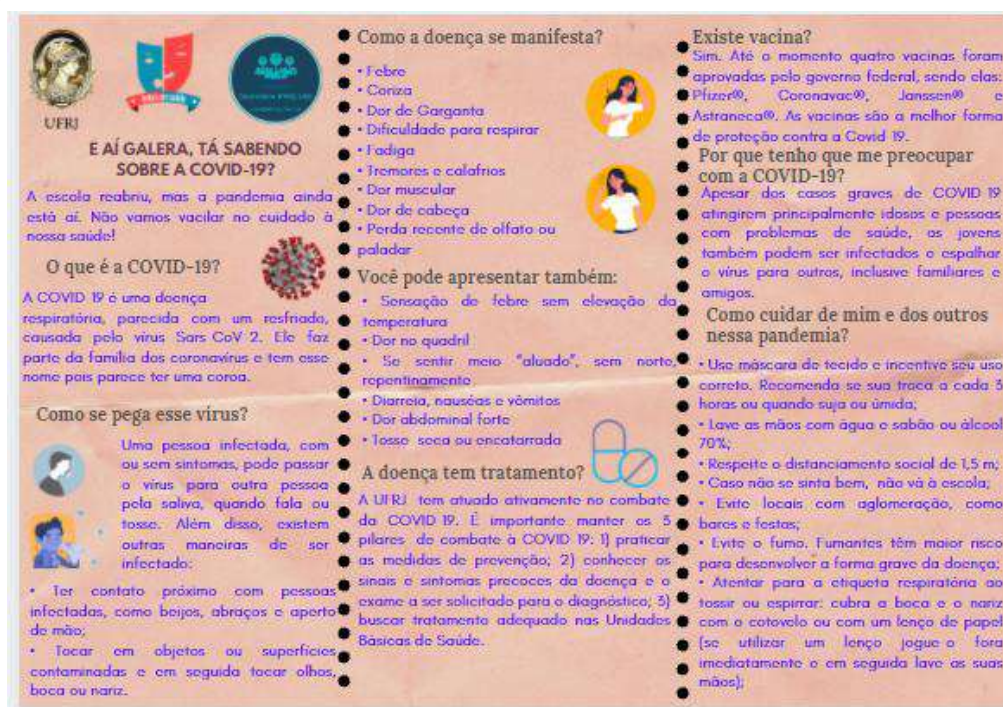 UFRJ
E AÍ GALERA, TÁ SABENDO
SOBRE A COVID-19?
A escola reabriu, mas a pandemia ainda
está aí. Não vamos vacilar no cuidado à
nossa saúde!
O que é a COVID-19?
A COVID 19 é uma doença
respiratória, parecida com um resfriado,
causada pelo vírus Sars CoV 2. Ele faz
parte da família dos coronavírus e tem esse
nome pois parece ter uma coroa.
Como se pega esse vírus?
Uma pessoa infectada, com
ou sem sintomas, pode passar
o vírus para outra pessoa
pela saliva, quando fala ou
tosse. Além disso, existem
outras maneiras de ser
infectado:
• Ter contato próximo com pessoas
infectadas, como beijos, abraços e aperto
de mão;
• Tocar em objetos ou superfícies
contaminadas e em seguida tocar olhos,
boca ou nariz.
Como a doença se manifesta?
• Febre
• Coriza
• Dor de Garganta
• Dificuldade para respirar
• Fadiga
• Tremores e calafrios
• Dor muscular
• Dor de cabeça
• Perda recente de olfato ou
paladar
Você pode apresentar também:
• Sensação de febre sem elevação da
temperatura
• Dor no quadril
• Se sentir meio "aluado", sem norte,
repentinamente
• Diarreia, nauséas e vômitos
• Dor abdominal forte
• Tosse seca ou encatarrada
A doença tem tratamento?
A UFRJ tem atuado ativamente no combate
da COVID 19. É importante manter os 5
pilares de combate à COVID 19: 1) praticar
as medidas de prevenção; 2) conhecer os
sinais e sintomas precoces da doença e o
exame a ser solicitado para o diagnóstico; 3)
buscar tratamento adequado nas Unidades
Básicas de Saúde.
Existe vacina?
Sim. Até o momento quatro vacinas foram
aprovadas pelo governo federal, sendo elas:
Pfizer®, Coronavac®, Janssen® e
Astraneca®. As vacinas são a melhor forma
de proteção contra a Covid 19.
Por que tenho que me preocupar
com a COVID-19?
Apesar dos casos graves de COVID 19
atingirem principalmente idosos e pessoas
com problemas de saúde, os jovens
também podem ser infectados e espalhar
o vírus para outros, inclusive familiares e
amigos.
Como cuidar de mim e dos outros
nessa pandemia?
• Use máscara de tecido e incentive seu uso
correto. Recomenda se sua troca a cada 3
horas ou quando suja ou úmida;
• Lave as mãos com água e sabão ou álcool
70%;
• Respeite o distanciamento social de 1,5 m;
• Caso não se sinta bem, não vá à escola;
• Evite locais com aglomeração, como
bares e festas;
• Evite o fumo. Fumantes têm maior risco
para desenvolver a forma grave da doença;
• Atentar para a etiqueta respiratória ao
tossir ou espirrar: cubra a boca e o nariz
com o cotovelo ou com um lenço de papel
(se utilizar um lenço jogue o fora
imediatamente e em seguida lave as suas
mãos);